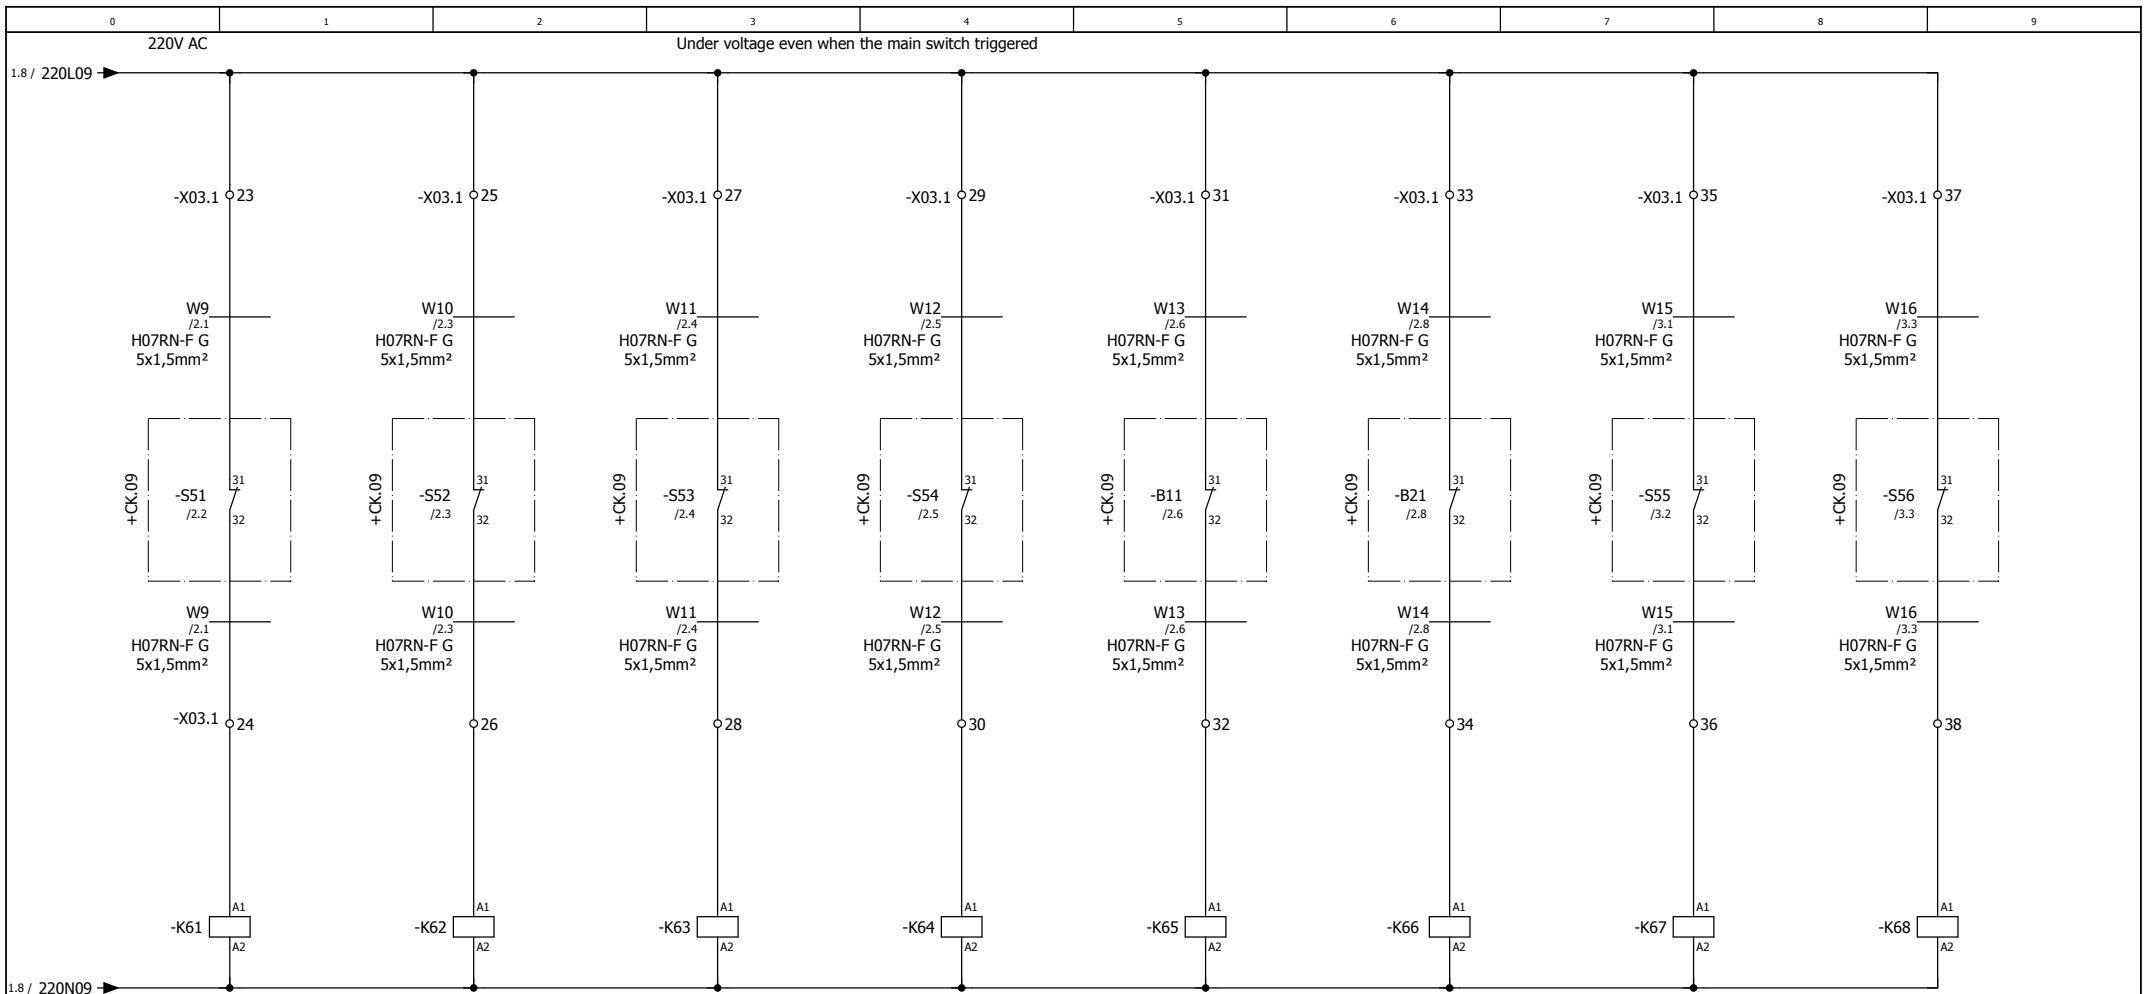 0 1 2 3 4 5 6 7 8 9
220V AC Under voltage even when the main switch triggered
1.8 / 220L09
-X03.1 23 -X03.1 25 -X03.1 27 -X03.1 29 -X03.1 31 -X03.1 33 -X03.1 35 -X03.1 37
W9 W10 W11 W12 W13 W14 W15 W16
/2.1 /2.3 /2.4 /2.5 /2.6 /2.8 /3.1 /3.3
H07RN-F G H07RN-F G H07RN-F G H07RN-F G H07RN-F G H07RN-F G H07RN-F G H07RN-F G
5x1,5mm² 5x1,5mm² 5x1,5mm² 5x1,5mm² 5x1,5mm² 5x1,5mm² 5x1,5mm² 5x1,5mm²
+CK.09 +CK.09 +CK.09 +CK.09 +CK.09 +CK.09 +CK.09 +CK.09
31 31 31 31 31 31 31 31
-S51 -S52 -S53 -S54 -B11 -B21 -S55 -S56
/2.2 /2.3 /2.4 /2.5 /2.6 /2.8 /3.2 /3.3
32 32 32 32 32 32 32 32
W9 W10 W11 W12 W13 W14 W15 W16
/2.1 /2.3 /2.4 /2.5 /2.6 /2.8 /3.1 /3.3
H07RN-F G H07RN-F G H07RN-F G H07RN-F G H07RN-F G H07RN-F G H07RN-F G H07RN-F G
5x1,5mm² 5x1,5mm² 5x1,5mm² 5x1,5mm² 5x1,5mm² 5x1,5mm² 5x1,5mm² 5x1,5mm²
-X03.1 24 26 28 30 32 34 36 38
A1 A1 A1 A1 A1 A1 A1 A1
-K61 -K62 -K63 -K64 -K65 -K66 -K67 -K68
A2 A2 A2 A2 A2 A2 A2 A2
1.8 / 220N09